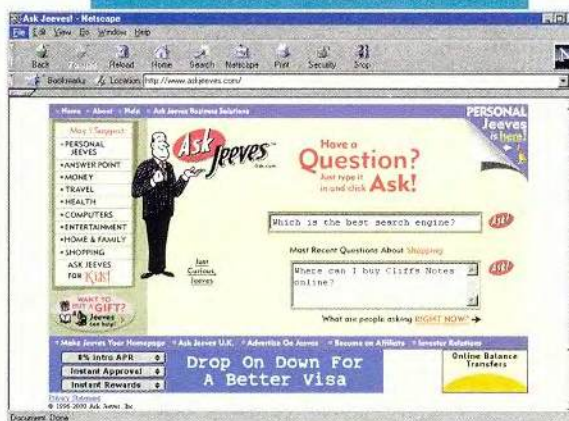 Ask Jeeves! - Netscape
File Edit View Go Window Help
Back Reload Home Search Netscape Print Security Stop
Bookmarks Location: http://www.askjeeves.com/
Home About Help Ask Jeeves Business Solutions
PERSONAL
Jeeves
is here!
May I Suggest
PERSONAL
JEEVES
ANSWER POINT
MONEY
TRAVEL
HEALTH
COMPUTERS
ENTERTAINMENT
HOME & FAMILY
SHOPPING
ASK JEEVES
FOR Kids!
WANT TO
BUY A GIFT?
Jeeves
can help!
Ask Jeeves™
Just
Curious,
Jeeves
Have a
Question?
Just type it
in and click Ask!
Which is the best search engine? Ask!
Most Recent Questions About Shopping
Where can I buy Cliffs Notes
online?
Ask!
What are people asking RIGHT NOW?
Make Jeeves Your Homepage Ask Jeeves U.K. Advertise On Jeeves Become an Affiliate Investor Relations
Intro APR
Instant Approval
Instant Rewards
Drop On Down For
A Better Visa
Online Balance
Transfers
Privacy Statement
© 1996-2000 Ask Jeeves, Inc.
Document: Done